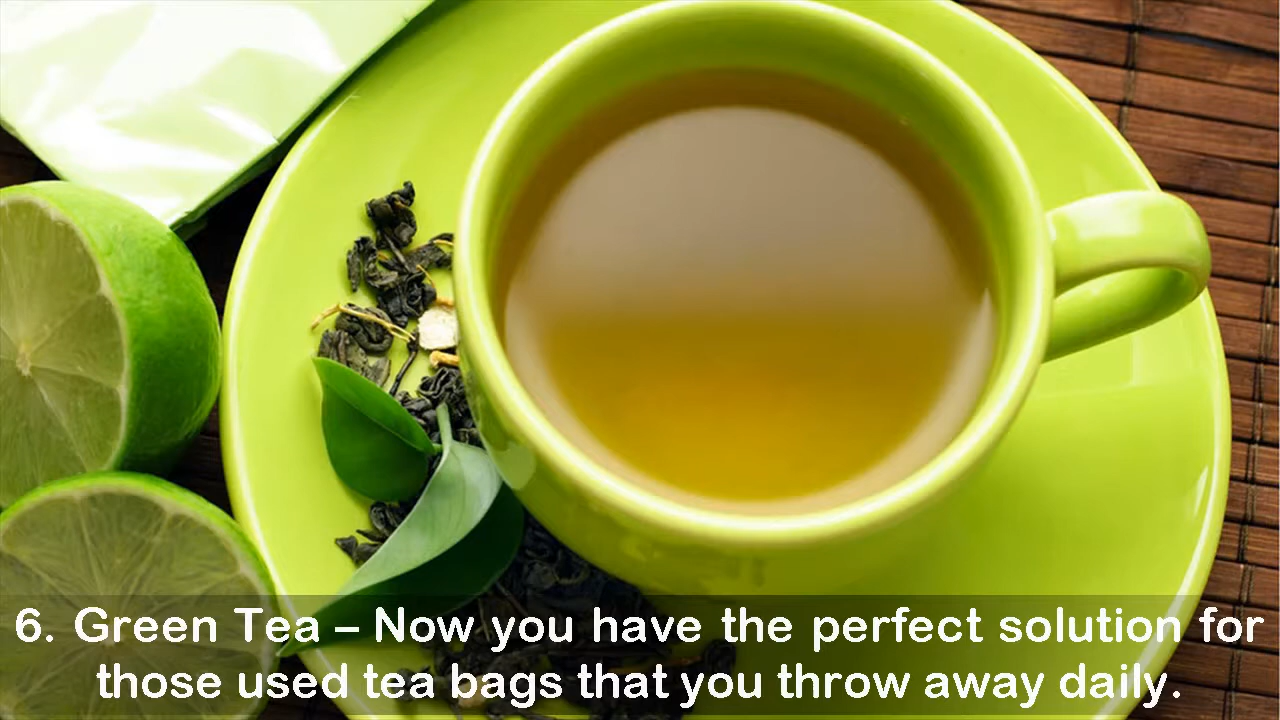 6. Green Tea – Now you have the perfect solution for
those used tea bags that you throw away daily.